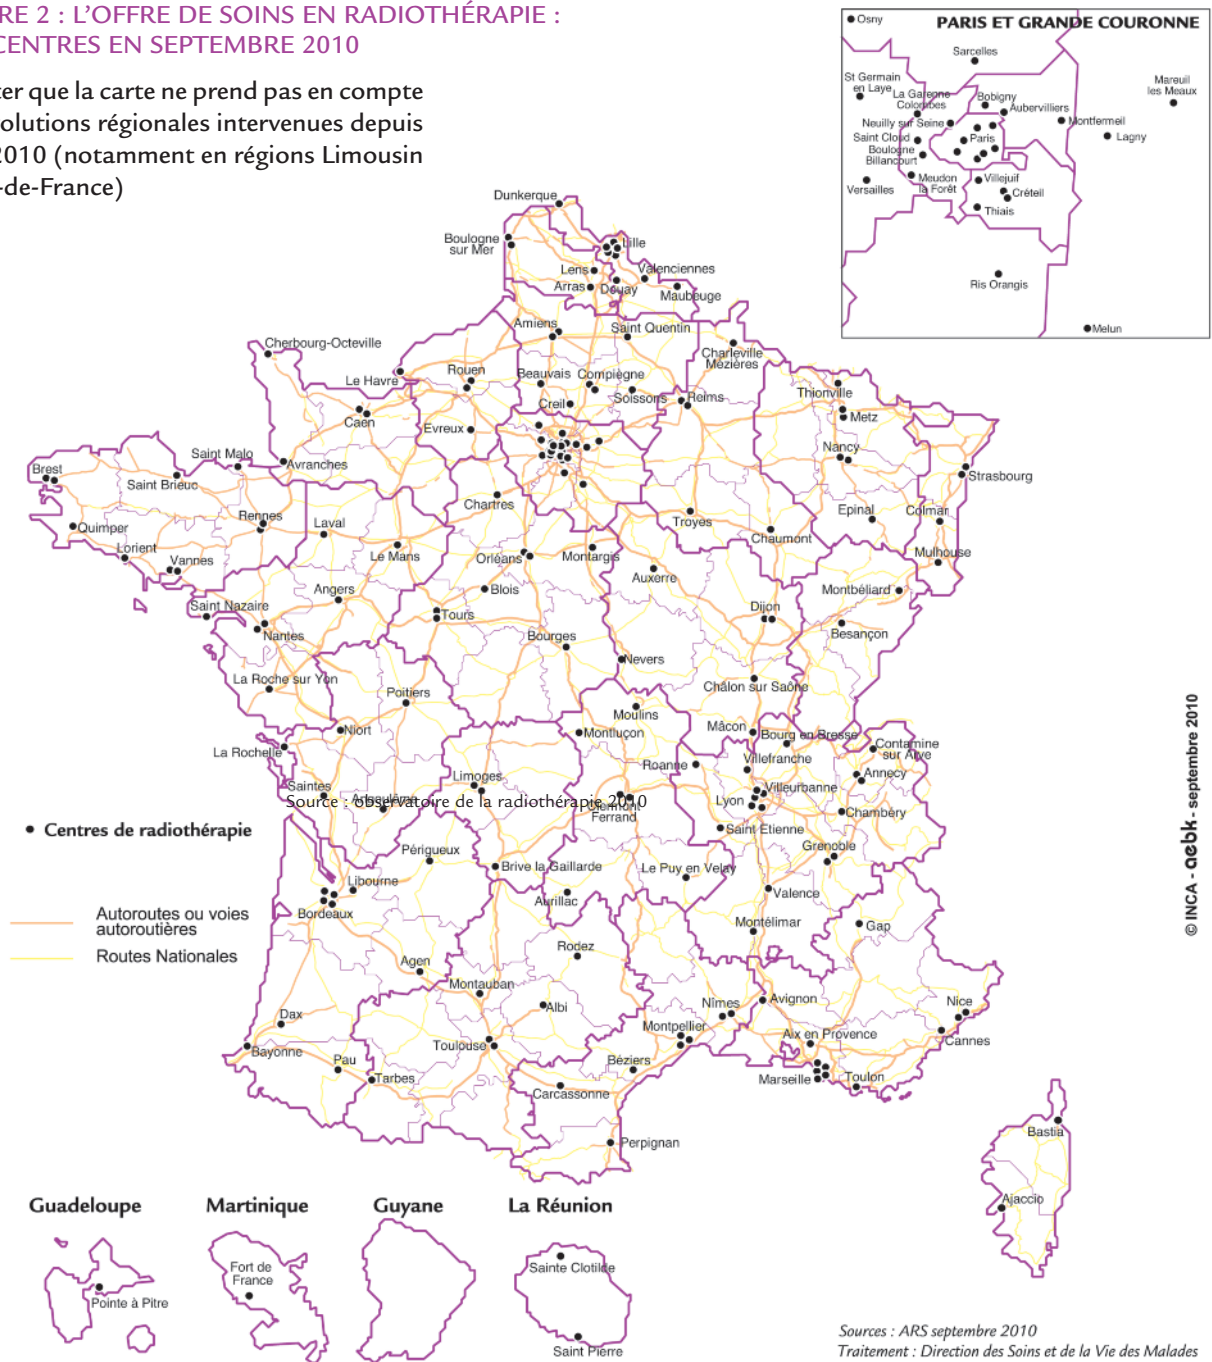 RE 2 : L'OFFRE DE SOINS EN RADIOTHÉRAPIE :
CENTRES EN SEPTEMBRE 2010
ter que la carte ne prend pas en compte
olutions régionales intervenues depuis
2010 (notamment en régions Limousin
-de-France)
PARIS ET GRANDE COURONNE
Osny
Sarcelles
St Germain
en Laye
La Garenne
Colombes
Bobigny
Aubervilliers
Mareuil
les Meaux
Neuilly sur Seine
Montfermeil
Saint Cloud
Paris
Lagny
Boulogne
Billancourt
Versailles
Meudon
la Forêt
Villejuif
Créteil
Thiais
Ris Orangis
Melun
Dunkerque
Boulogne
sur Mer
Lille
Lens
Valenciennes
Arras
Douay
Maubeuge
Amiens
Saint Quentin
Cherbourg-Octeville
Charleville
Mézières
Le Havre
Rouen
Beauvais
Compiègne
Creil
Soissons
Reims
Thionville
Metz
Caen
Evreux
Nancy
Saint Malo
Avranches
Strasbourg
Brest
Saint Brieuc
Chartres
Epinal
Colmar
Quimper
Rennes
Laval
Troyes
Chaumont
Lorient
Vannes
Le Mans
Orléans
Montargis
Mulhouse
Auxerre
Angers
Blois
Montbéliard
Saint Nazaire
Tours
Dijon
Nantes
Bourges
Besançon
Nevers
La Roche sur Yon
Poitiers
Châlon sur Saône
Moulins
Niort
Montluçon
Mâcon
Bourg en Bresse
La Rochelle
Contamine
sur Arve
Roanne
Villefranche
Annecy
Limoges
Saintes
Angoulême
Source : observatoire de la radiothérapie 2010
Clermont
Ferrand
Lyon
Villeurbanne
Chambéry
Saint Etienne
Centres de radiothérapie
Périgueux
Grenoble
Brive la Gaillarde
Le Puy en Velay
Libourne
Aurillac
Valence
Bordeaux
Autoroutes ou voies
autoroutières
Montélimar
Gap
Routes Nationales
Rodez
Agen
Montauban
Albi
Nîmes
Avignon
Nice
Dax
Montpellier
Aix en Provence
Cannes
Bayonne
Toulouse
Pau
Béziers
Tarbes
Marseille
Toulon
Carcassonne
Perpignan
Bastia
Ajaccio
Guadeloupe
Martinique
Guyane
La Réunion
Pointe à Pitre
Fort de
France
Sainte Clotilde
Saint Pierre
© INCA - aebk - septembre 2010
Sources : ARS septembre 2010
Traitement : Direction des Soins et de la Vie des Malades